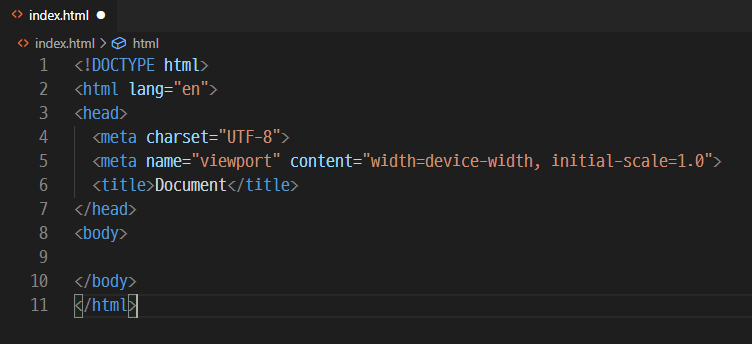 index.html
index.html > html
1 <!DOCTYPE html>
2 <html lang="en">
3 <head>
4   <meta charset="UTF-8">
5   <meta name="viewport" content="width=device-width, initial-scale=1.0">
6   <title>Document</title>
7 </head>
8 <body>
9
10 </body>
11 </html>